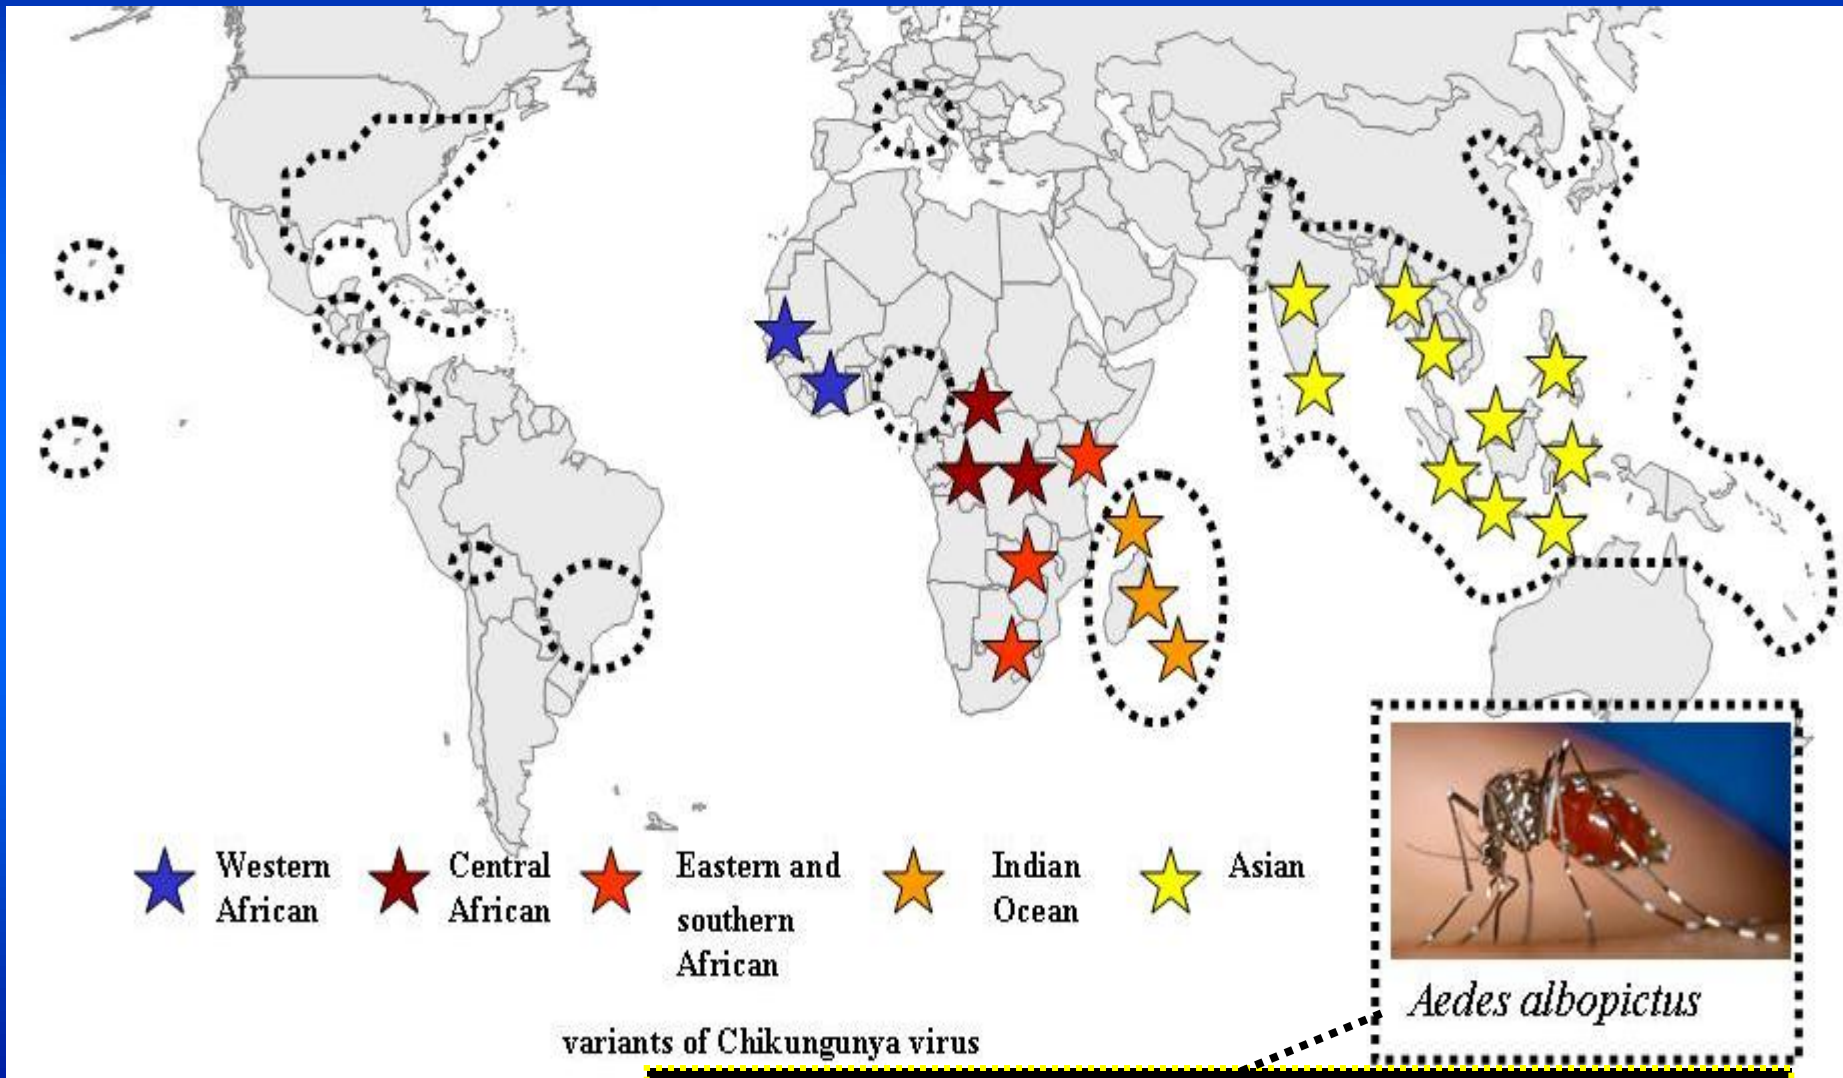 Western
African
Central
African
Eastern and
southern
African
Indian
Ocean
Asian
Aedes albopictus
variants of Chikungunya virus